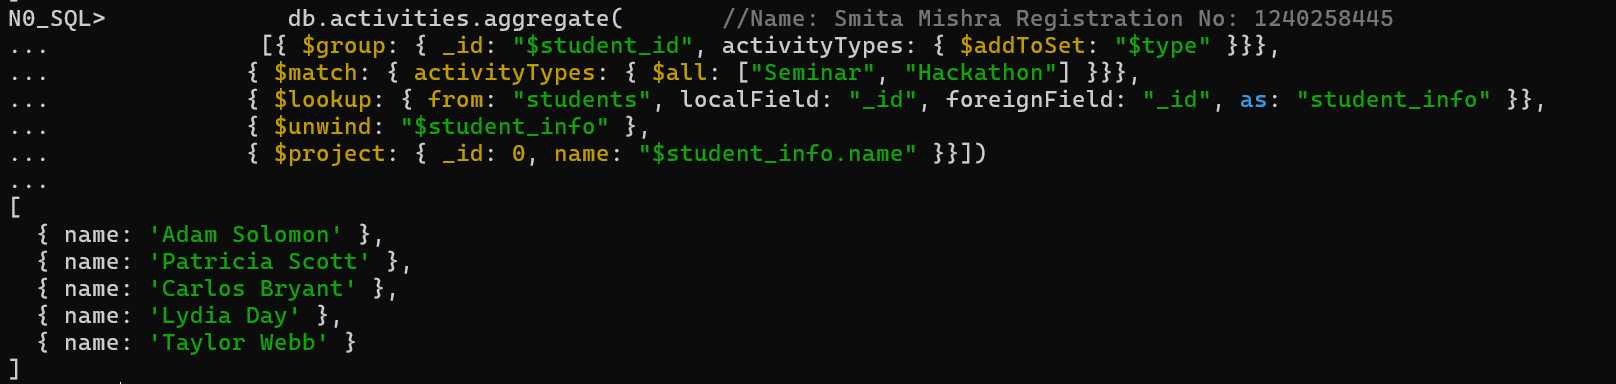 N0_SQL> db.activities.aggregate( //Name: Smita Mishra Registration No: 1240258445
... [{ $group: { _id: "$student_id", activityTypes: { $addToSet: "$type" }}},
... { $match: { activityTypes: { $all: ["Seminar", "Hackathon"] }}},
... { $lookup: { from: "students", localField: "_id", foreignField: "_id", as: "student_info" }},
... { $unwind: "$student_info" },
... { $project: { _id: 0, name: "$student_info.name" }}])
...
[
{ name: 'Adam Solomon' },
{ name: 'Patricia Scott' },
{ name: 'Carlos Bryant' },
{ name: 'Lydia Day' },
{ name: 'Taylor Webb' }
]